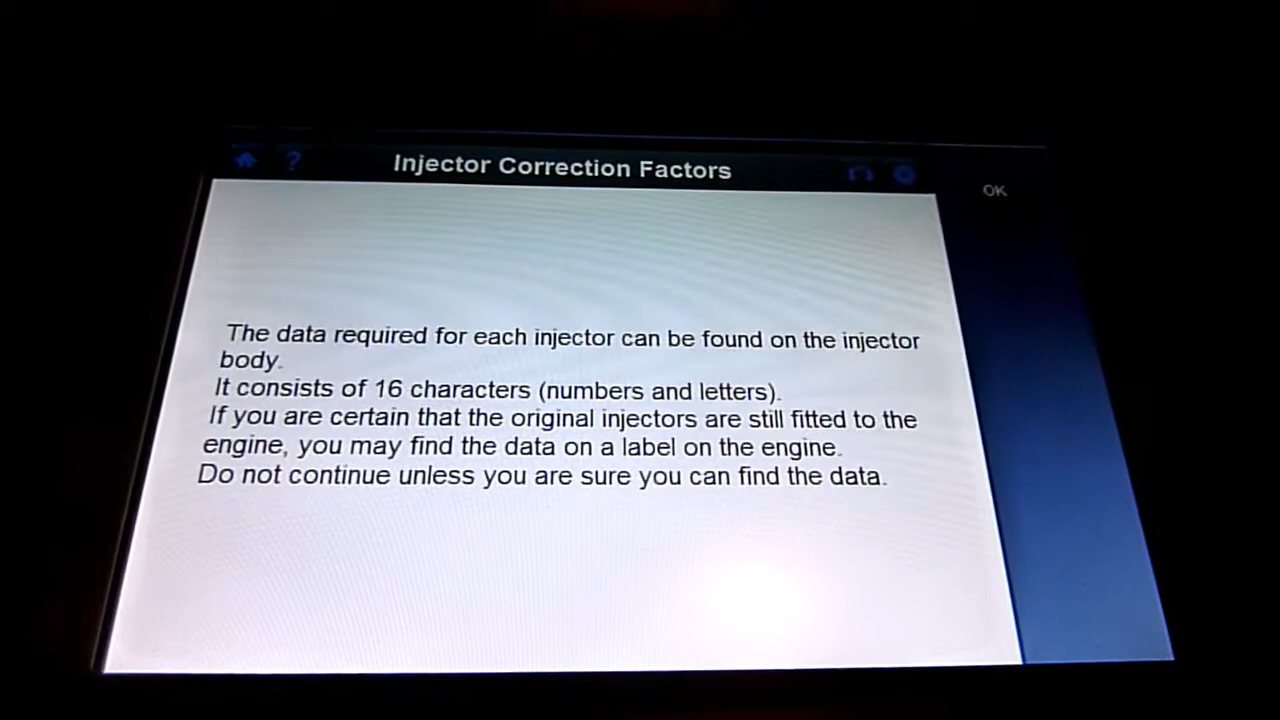 ? Injector Correction Factors
OK
The data required for each injector can be found on the injector
body.
It consists of 16 characters (numbers and letters).
If you are certain that the original injectors are still fitted to the
engine, you may find the data on a label on the engine.
Do not continue unless you are sure you can find the data.